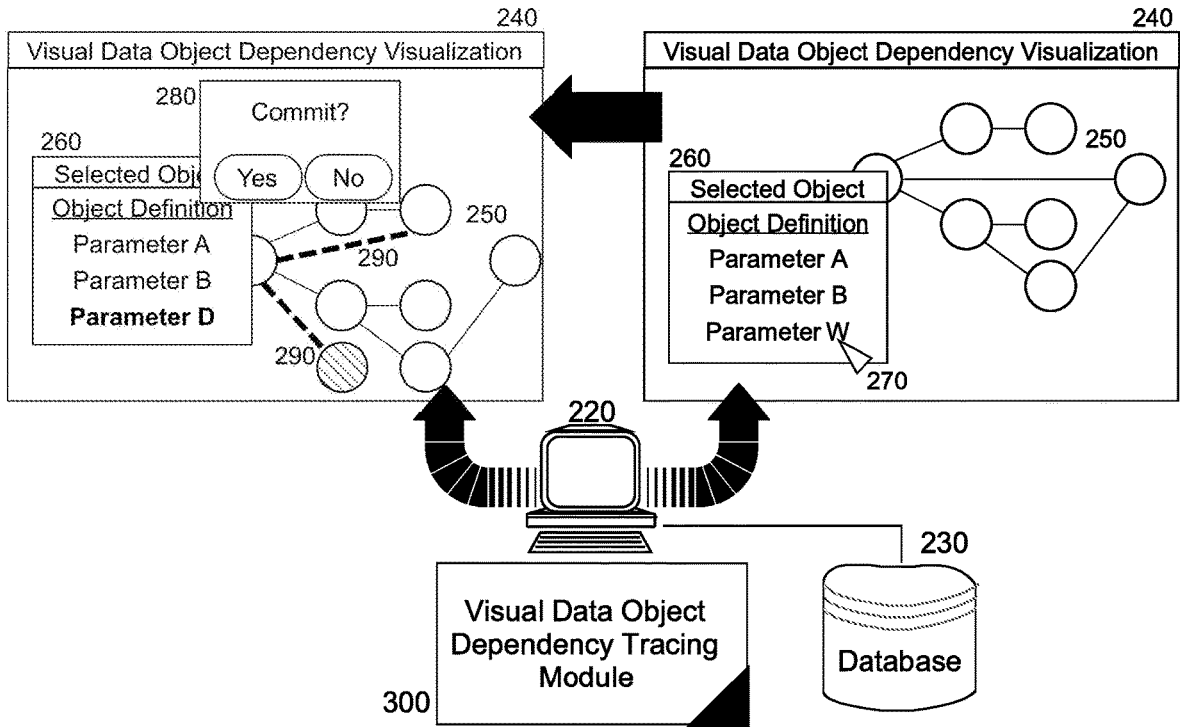 240
Visual Data Object Dependency Visualization
280
Commit?
Yes
No
260
Selected Obje
Object Definition
Parameter A
Parameter B
Parameter D
250
290
290
240
Visual Data Object Dependency Visualization
250
260
Selected Object
Object Definition
Parameter A
Parameter B
Parameter W
270
220
230
Database
Visual Data Object
Dependency Tracing
Module
300